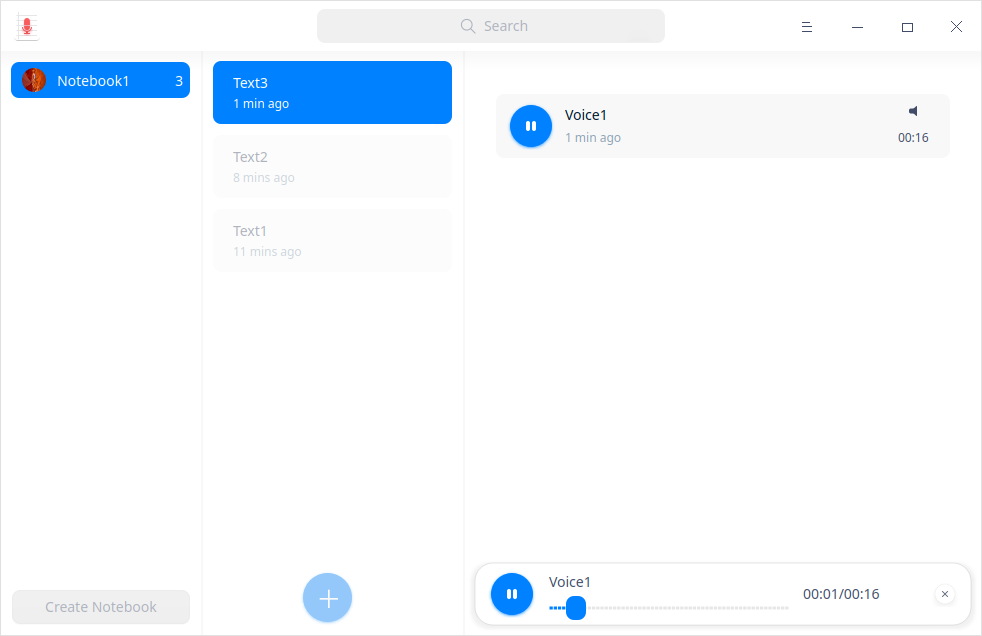 Search
Notebook1 3
Text3
1 min ago
Text2
8 mins ago
Text1
11 mins ago
Voice1
1 min ago
00:16
Create Notebook
Voice1
00:01/00:16